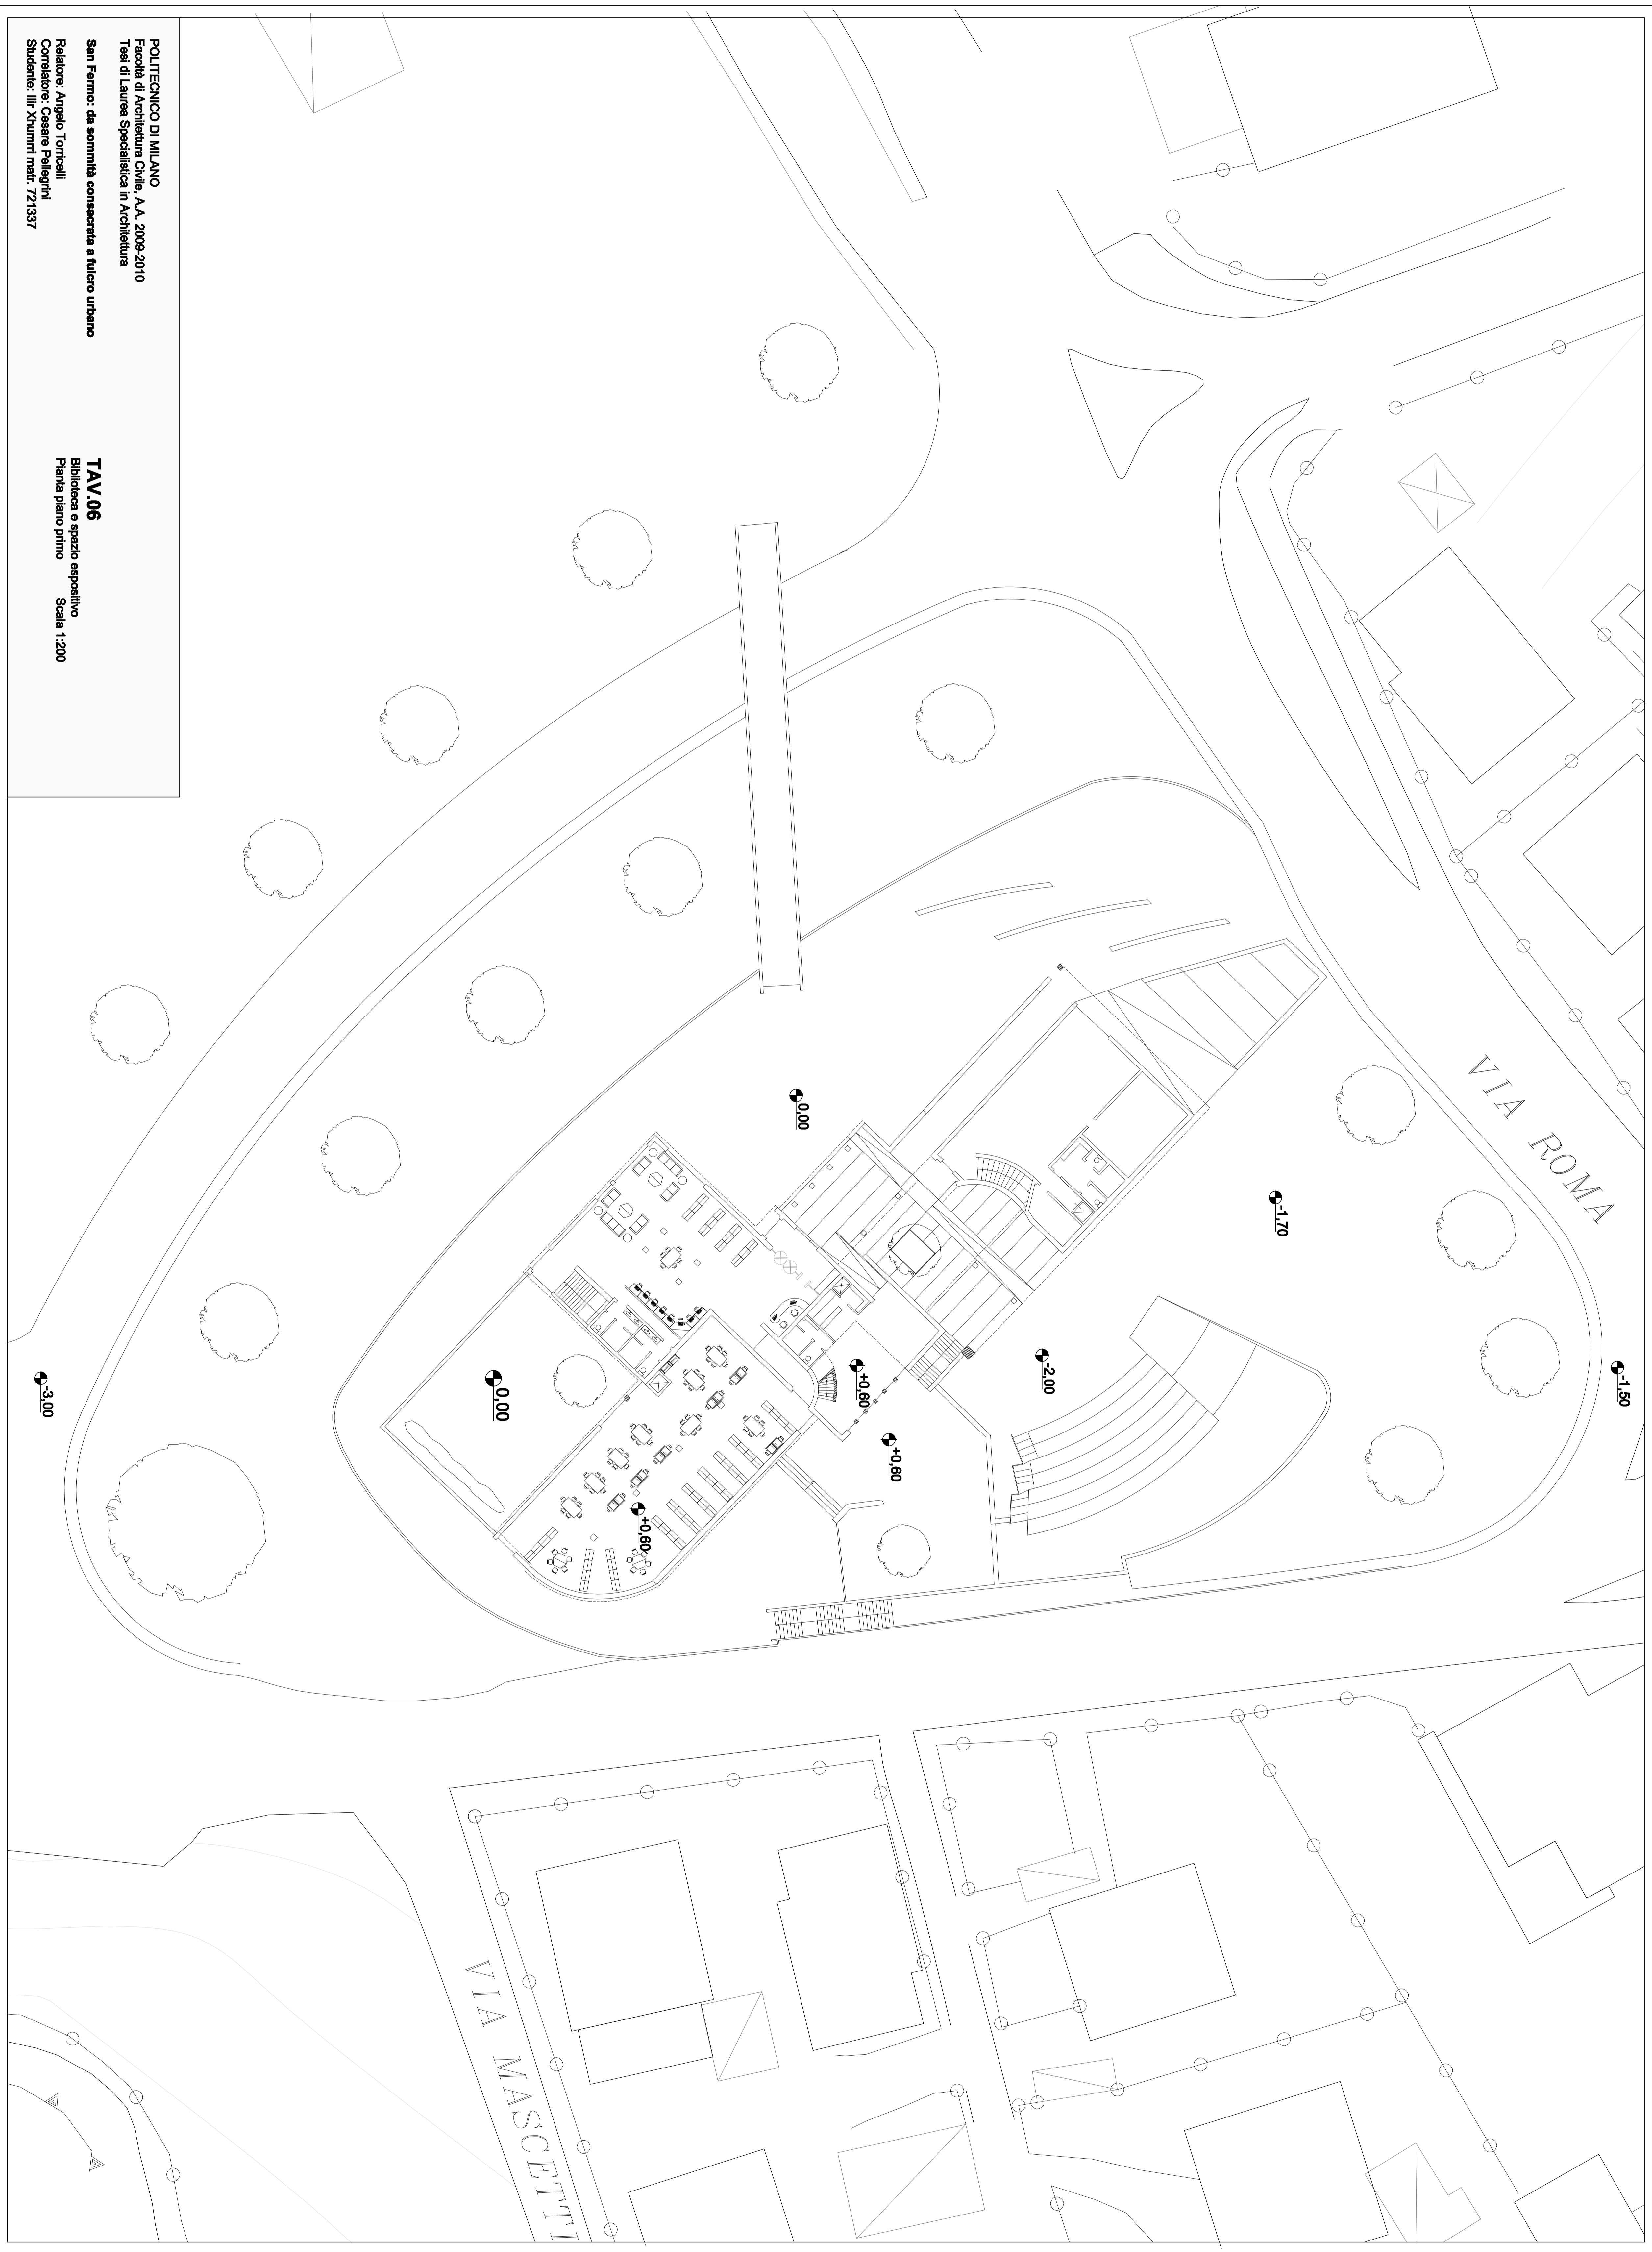 POLITECNICO DI MILANO
Facoltà di Architettura Civile, A.A. 2009-2010
Tesi di Laurea Specialistica in Architettura
San Fermo: da sommità consacrata a fulcro urbano
Relatore: Angelo Torricelli
Correlatore: Cesare Pellegrini
Studente: Ilir Xhumrri matr. 721337
TAV.06
Biblioteca e spazio espositivo
Pianta piano primo Scala 1:200
VIA ROMA
0,00
-1,70
-1,50
-2,00
+0,60
+0,60
+0,60
0,00
-3,00
VIA MASCETTI